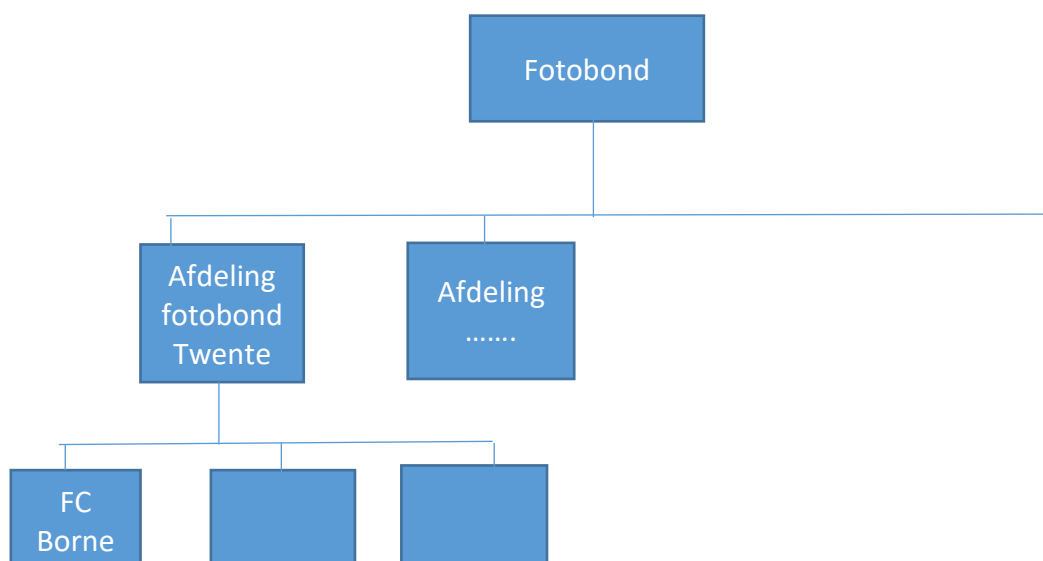 Fotobond
Afdeling
fotobond
Twente
Afdeling
…….
FC
Borne